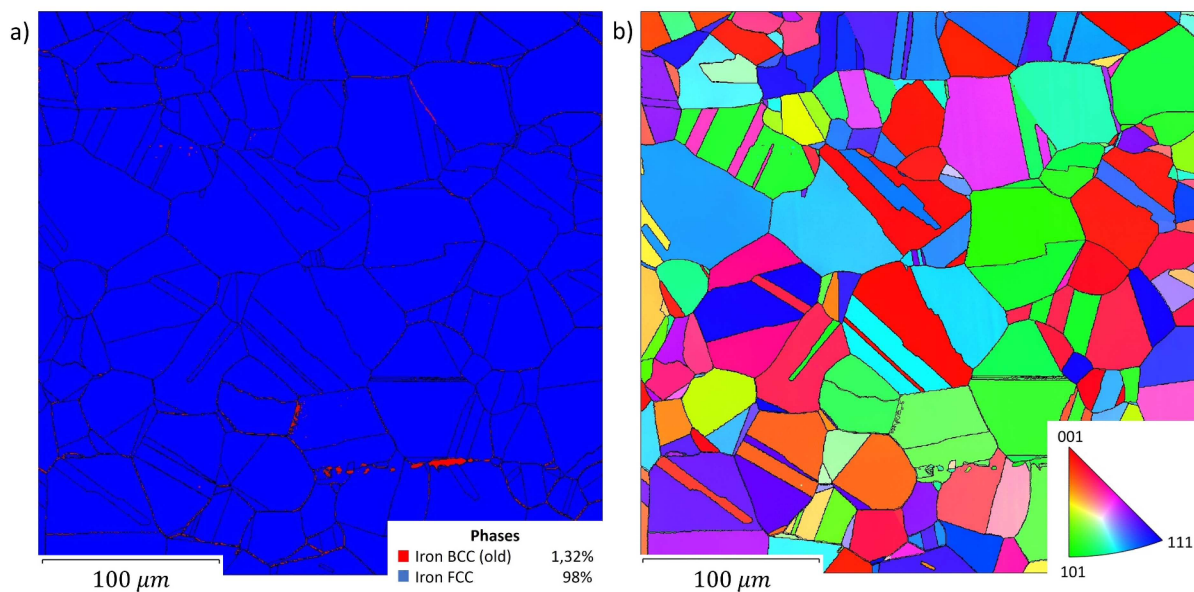 a)
b)
Phases
Iron BCC (old) 1,32%
Iron FCC 98%
100 μm
100 μm
001
111
101